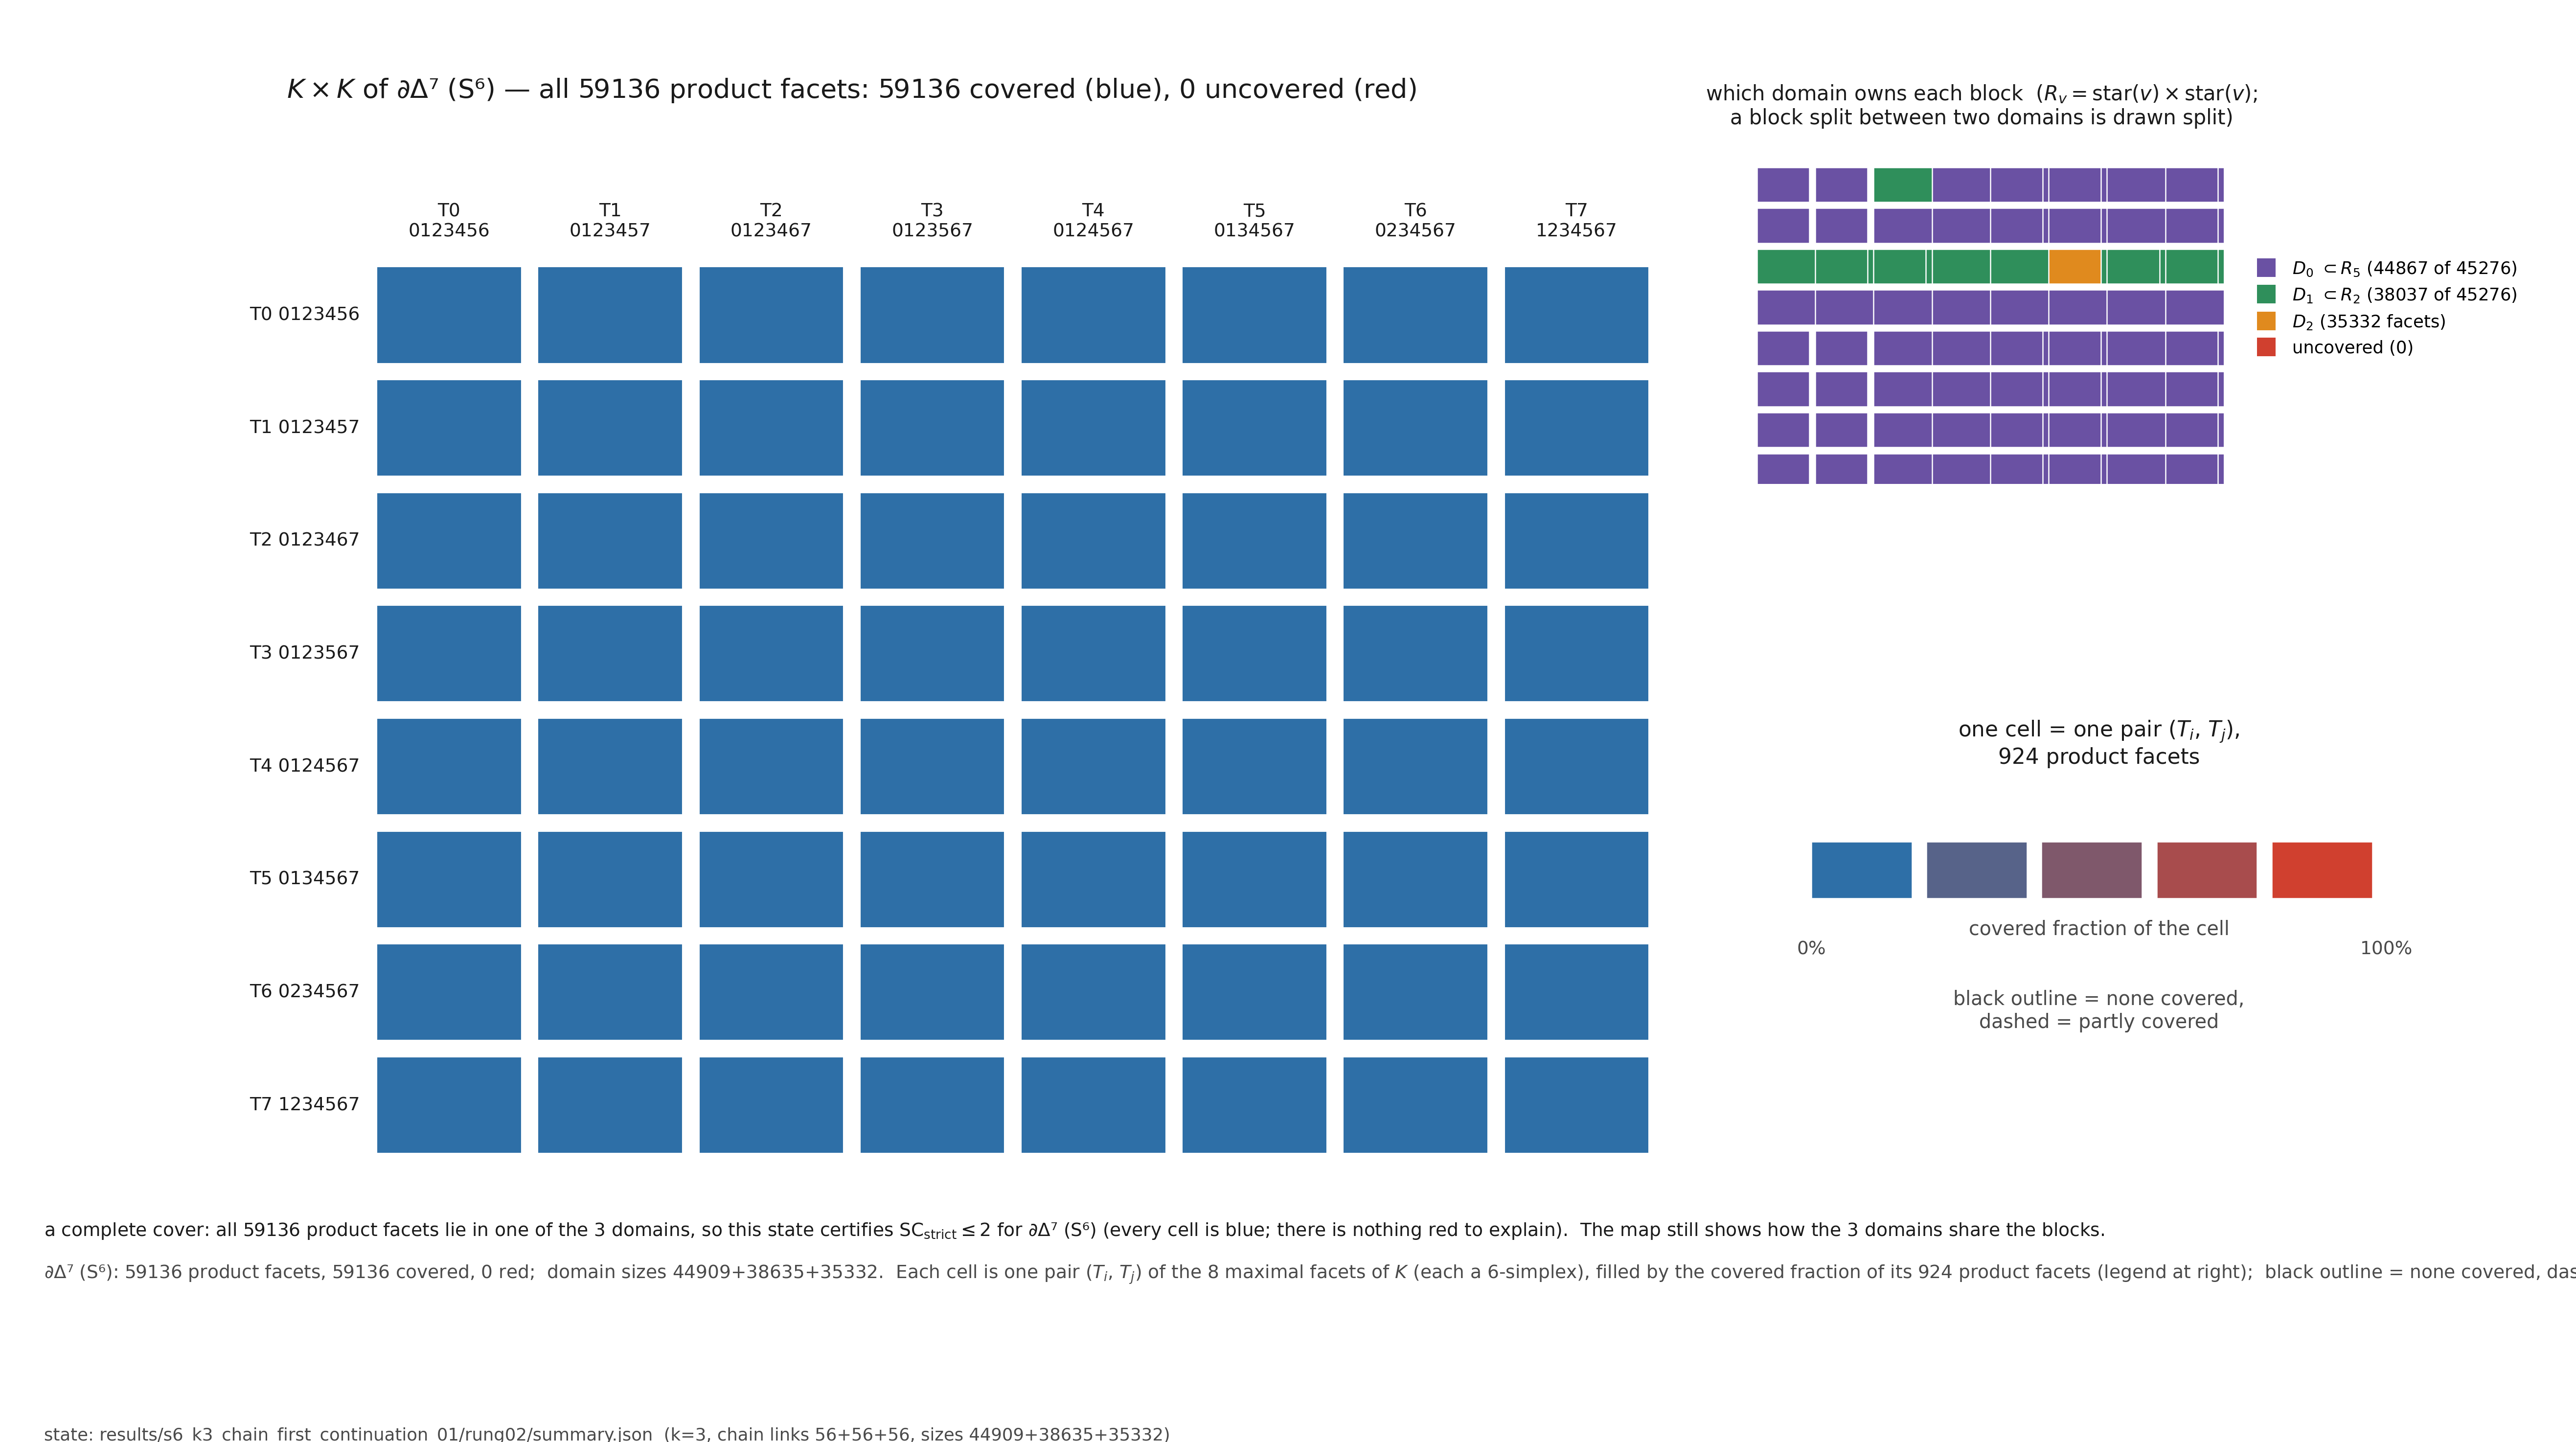 K × K of ∂Δ⁷ (S⁶) — all 59136 product facets: 59136 covered (blue), 0 uncovered (red)
which domain owns each block (Rᵥ = star(v) × star(v);
a block split between two domains is drawn split)
T0 T1 T2 T3 T4 T5 T6 T7
0123456 0123457 0123467 0123567 0124567 0134567 0234567 1234567
T0 0123456
T1 0123457
T2 0123467
T3 0123567
T4 0124567
T5 0134567
T6 0234567
T7 1234567
D₀ ⊂R₅ (44867 of 45276)
D₁ ⊂R₂ (38037 of 45276)
D₂ (35332 facets)
uncovered (0)
one cell = one pair (Tᵢ, Tⱼ),
924 product facets
covered fraction of the cell
0% 100%
black outline = none covered,
dashed = partly covered
a complete cover: all 59136 product facets lie in one of the 3 domains, so this state certifies SC_strict ≤ 2 for ∂Δ⁷ (S⁶) (every cell is blue; there is nothing red to explain). The map still shows how the 3 domains share the blocks.
∂Δ⁷ (S⁶): 59136 product facets, 59136 covered, 0 red; domain sizes 44909+38635+35332. Each cell is one pair (Tᵢ, Tⱼ) of the 8 maximal facets of K (each a 6-simplex), filled by the covered fraction of its 924 product facets (legend at right); black outline = none covered, das
state: results/s6_k3_chain_first_continuation_01/rung02/summary.json (k=3, chain links 56+56+56, sizes 44909+38635+35332)